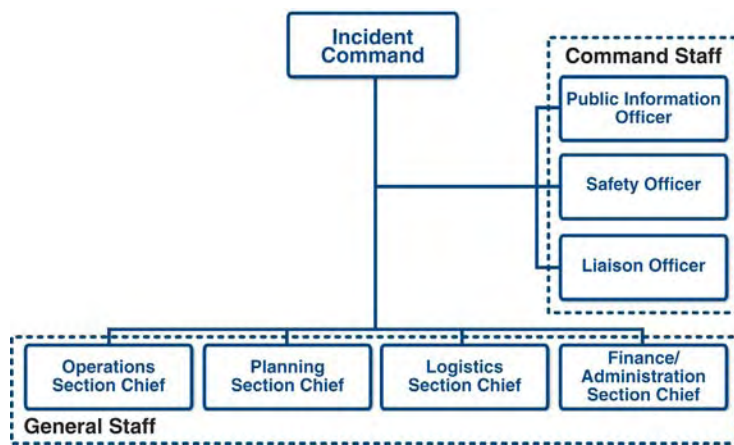 Incident
Command
Command Staff
Public Information
Officer
Safety Officer
Liaison Officer
Operations
Section Chief
Planning
Section Chief
Logistics
Section Chief
Finance/
Administration
Section Chief
General Staff